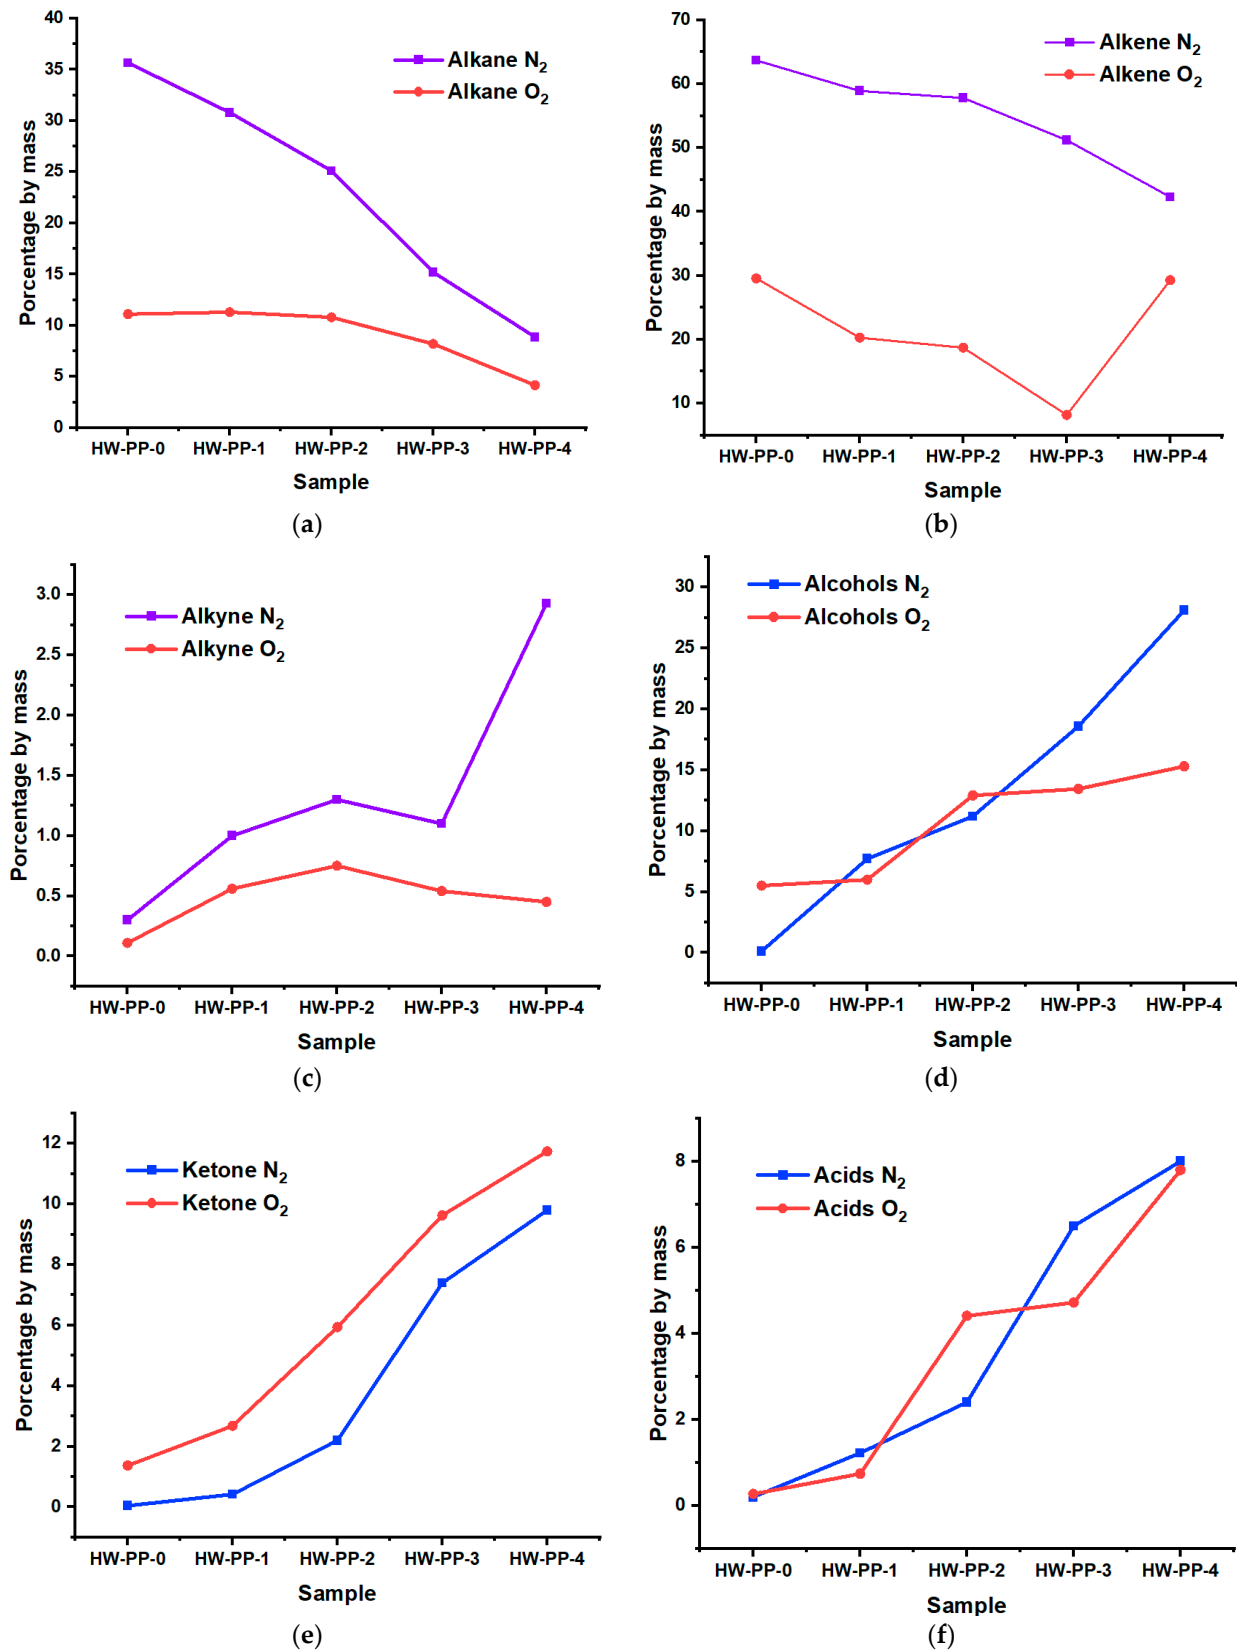 Alkane N₂
Alkane O₂
Porcentage by mass
40
35
30
25
20
15
10
5
0
HW-PP-0 HW-PP-1 HW-PP-2 HW-PP-3 HW-PP-4
Sample
(a)
Alkene N₂
Alkene O₂
Porcentage by mass
70
60
50
40
30
20
10
HW-PP-0 HW-PP-1 HW-PP-2 HW-PP-3 HW-PP-4
Sample
(b)
Alkyne N₂
Alkyne O₂
Porcentage by mass
3.0
2.5
2.0
1.5
1.0
0.5
0.0
HW-PP-0 HW-PP-1 HW-PP-2 HW-PP-3 HW-PP-4
Sample
(c)
Alcohols N₂
Alcohols O₂
Porcentage by mass
30
25
20
15
10
5
0
HW-PP-0 HW-PP-1 HW-PP-2 HW-PP-3 HW-PP-4
Sample
(d)
Ketone N₂
Ketone O₂
Porcentage by mass
12
10
8
6
4
2
0
HW-PP-0 HW-PP-1 HW-PP-2 HW-PP-3 HW-PP-4
Sample
(e)
Acids N₂
Acids O₂
Porcentage by mass
8
6
4
2
0
HW-PP-0 HW-PP-1 HW-PP-2 HW-PP-3 HW-PP-4
Sample
(f)